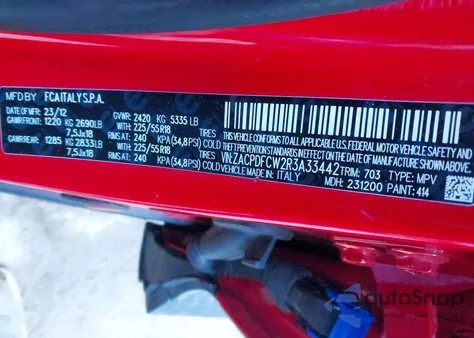 MFD BY FCA ITALY S.P.A.
DATE OF MFR 23/12 GVWR: 2420 KG 5335 LB
GAWR FRONT: 1220 KG 2690 LB WITH TIRES
7,5Jx18 RIMS AT: 225/55R18 KPA (34,8PSI) COLD
240
GAWR REAR: 1285 KG 2833 LB WITH TIRES
7,5Jx18 RIMS AT: 225/55R18 KPA (34,8PSI) COLD
240
THIS VEHICLE CONFORMS TO ALL APPLICABLE FEDERAL MOTOR VEHICLE SAFETY AND
THEFT PREVENTION STANDARDS IN EFFECT ON THE DATE OF MANUFACTURE SHOWN ABOVE
VIN: ZACPDFCW2R3A33442 TRIM: 703 TYPE: MPV
VEHICLE MADE IN ITALY MDH: 231200 PAINT: 414
autoSnap